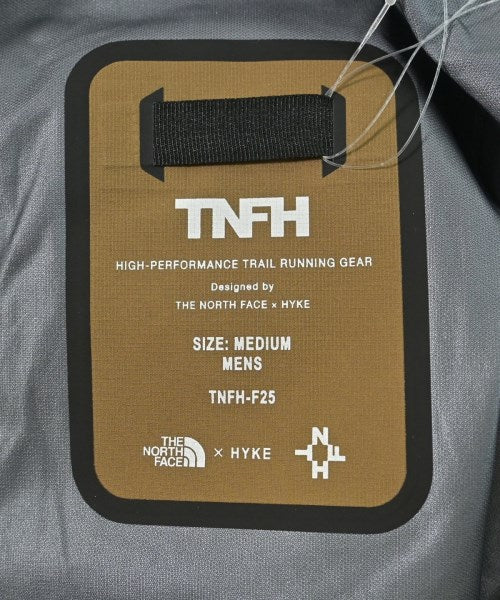 TNFH
HIGH-PERFORMANCE TRAIL RUNNING GEAR
Designed by
THE NORTH FACE × HYKE
SIZE: MEDIUM
MENS
TNFH-F25
THE
NORTH
FACE
× HYKE
N
F
H